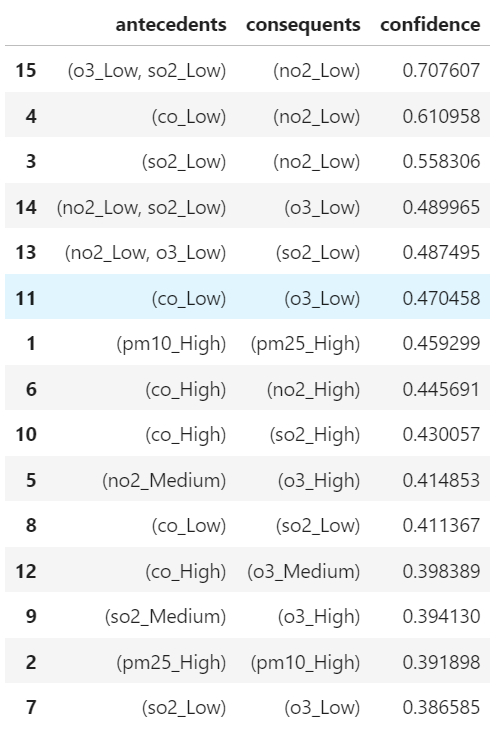 antecedents consequents confidence
15 (o3_Low, so2_Low) (no2_Low) 0.707607
4 (co_Low) (no2_Low) 0.610958
3 (so2_Low) (no2_Low) 0.558306
14 (no2_Low, so2_Low) (o3_Low) 0.489965
13 (no2_Low, o3_Low) (so2_Low) 0.487495
11 (co_Low) (o3_Low) 0.470458
1 (pm10_High) (pm25_High) 0.459299
6 (co_High) (no2_High) 0.445691
10 (co_High) (so2_High) 0.430057
5 (no2_Medium) (o3_High) 0.414853
8 (co_Low) (so2_Low) 0.411367
12 (co_High) (o3_Medium) 0.398389
9 (so2_Medium) (o3_High) 0.394130
2 (pm25_High) (pm10_High) 0.391898
7 (so2_Low) (o3_Low) 0.386585